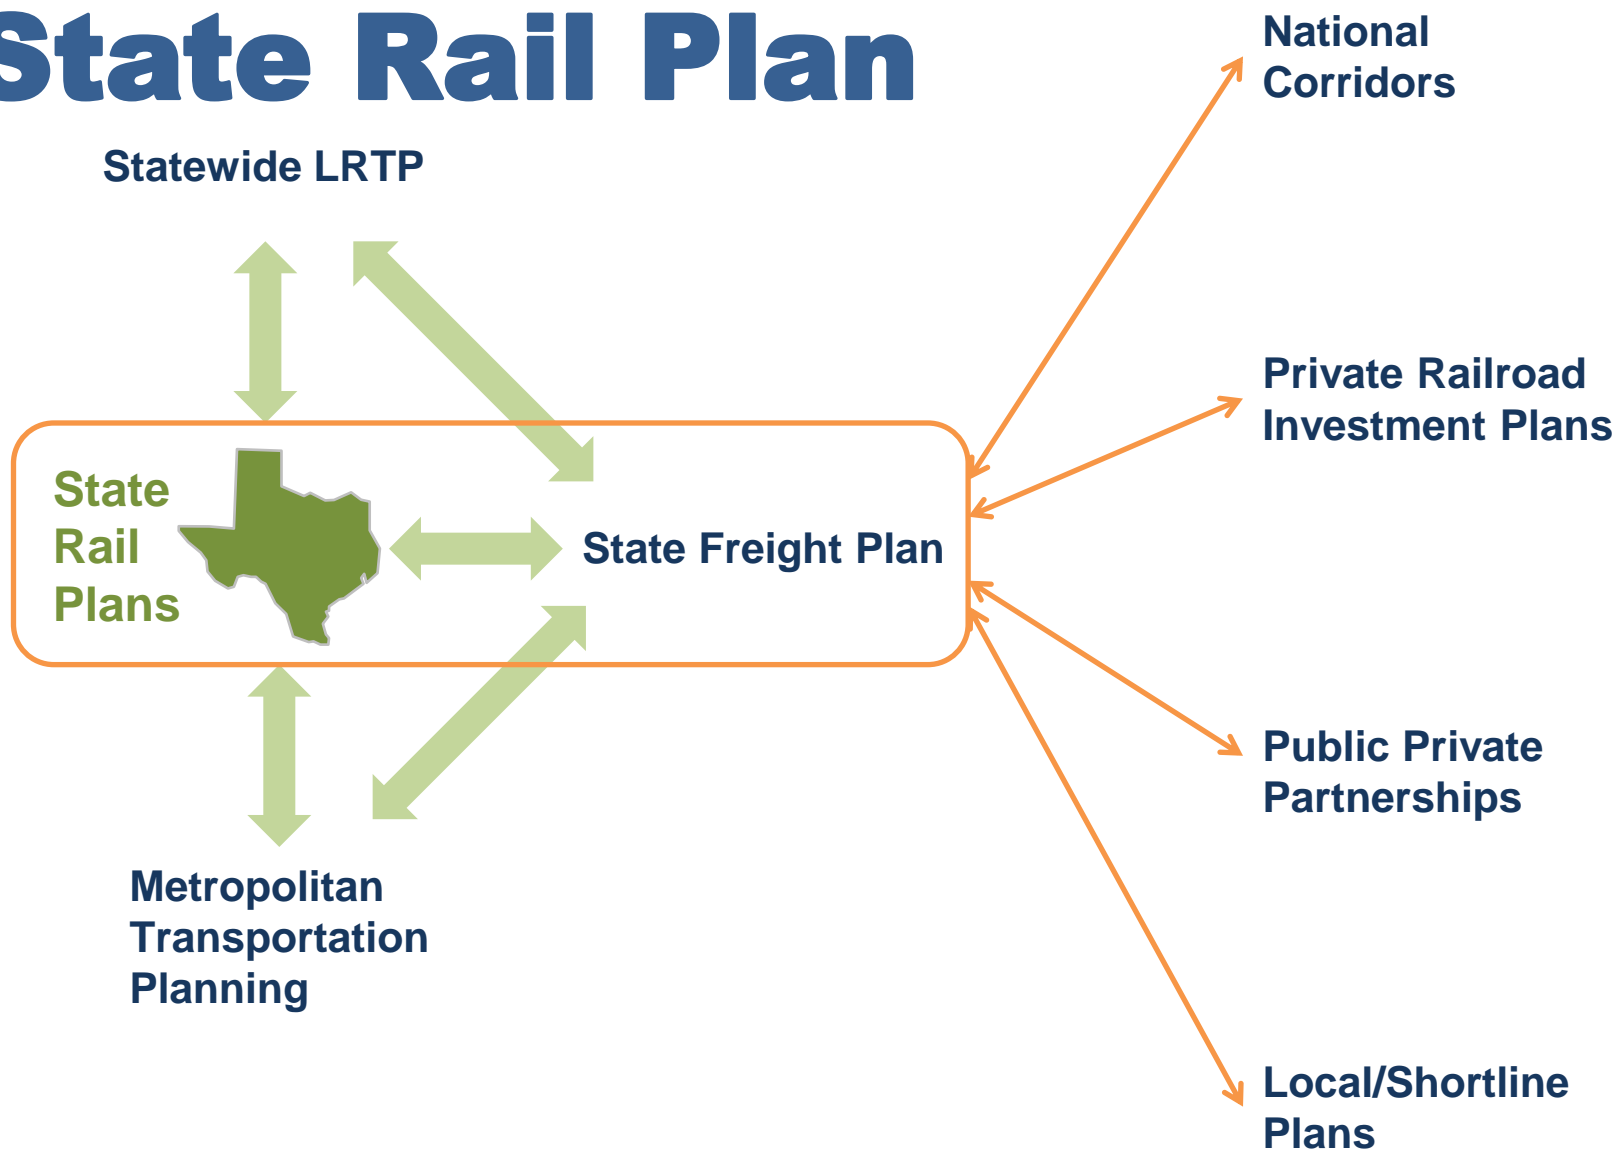 State Rail Plan
National
Corridors
Statewide LRTP
Private Railroad
Investment Plans
State
Rail
Plans
State Freight Plan
Public Private
Partnerships
Metropolitan
Transportation
Planning
Local/Shortline
Plans